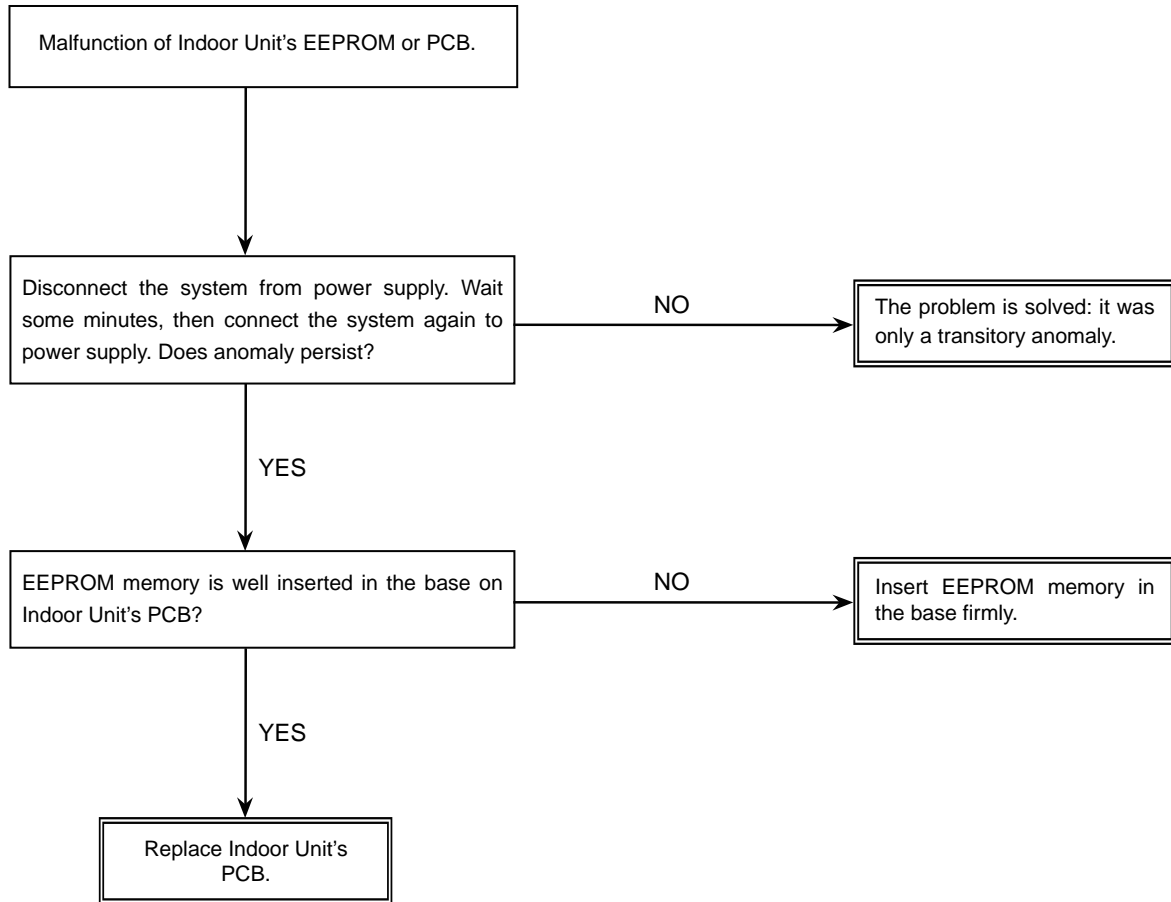 Malfunction of Indoor Unit's EEPROM or PCB.
Disconnect the system from power supply. Wait
some minutes, then connect the system again to
power supply. Does anomaly persist?
NO
The problem is solved: it was
only a transitory anomaly.
YES
EEPROM memory is well inserted in the base on
Indoor Unit's PCB?
NO
Insert EEPROM memory in
the base firmly.
YES
Replace Indoor Unit's
PCB.